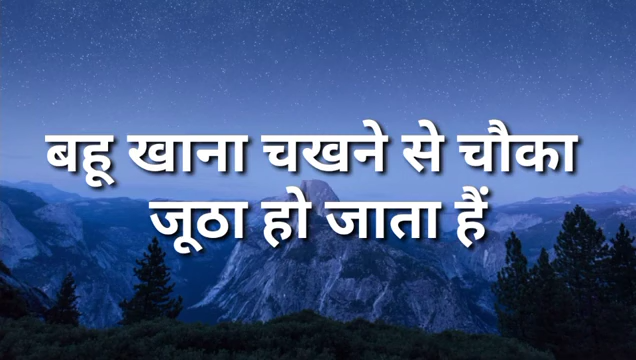 बहू खाना चखने से चौका
जूठा हो जाता हैं